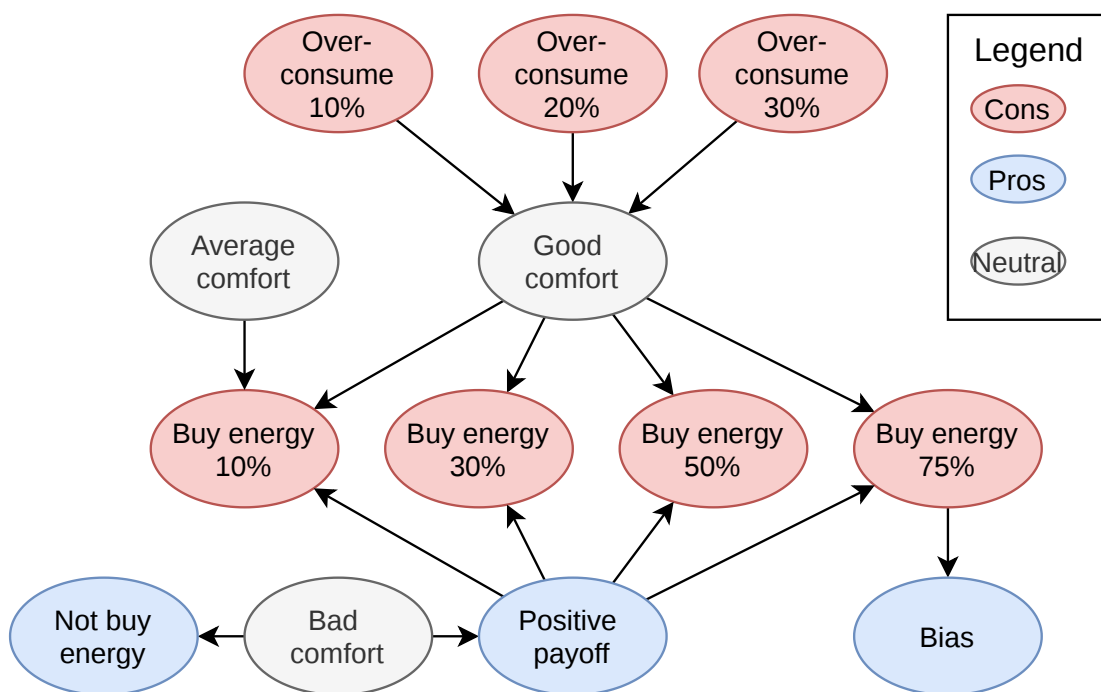 Over-
consume
10%
Over-
consume
20%
Over-
consume
30%
Legend
Cons
Pros
Neutral
Average
comfort
Good
comfort
Buy energy
10%
Buy energy
30%
Buy energy
50%
Buy energy
75%
Not buy
energy
Bad
comfort
Positive
payoff
Bias